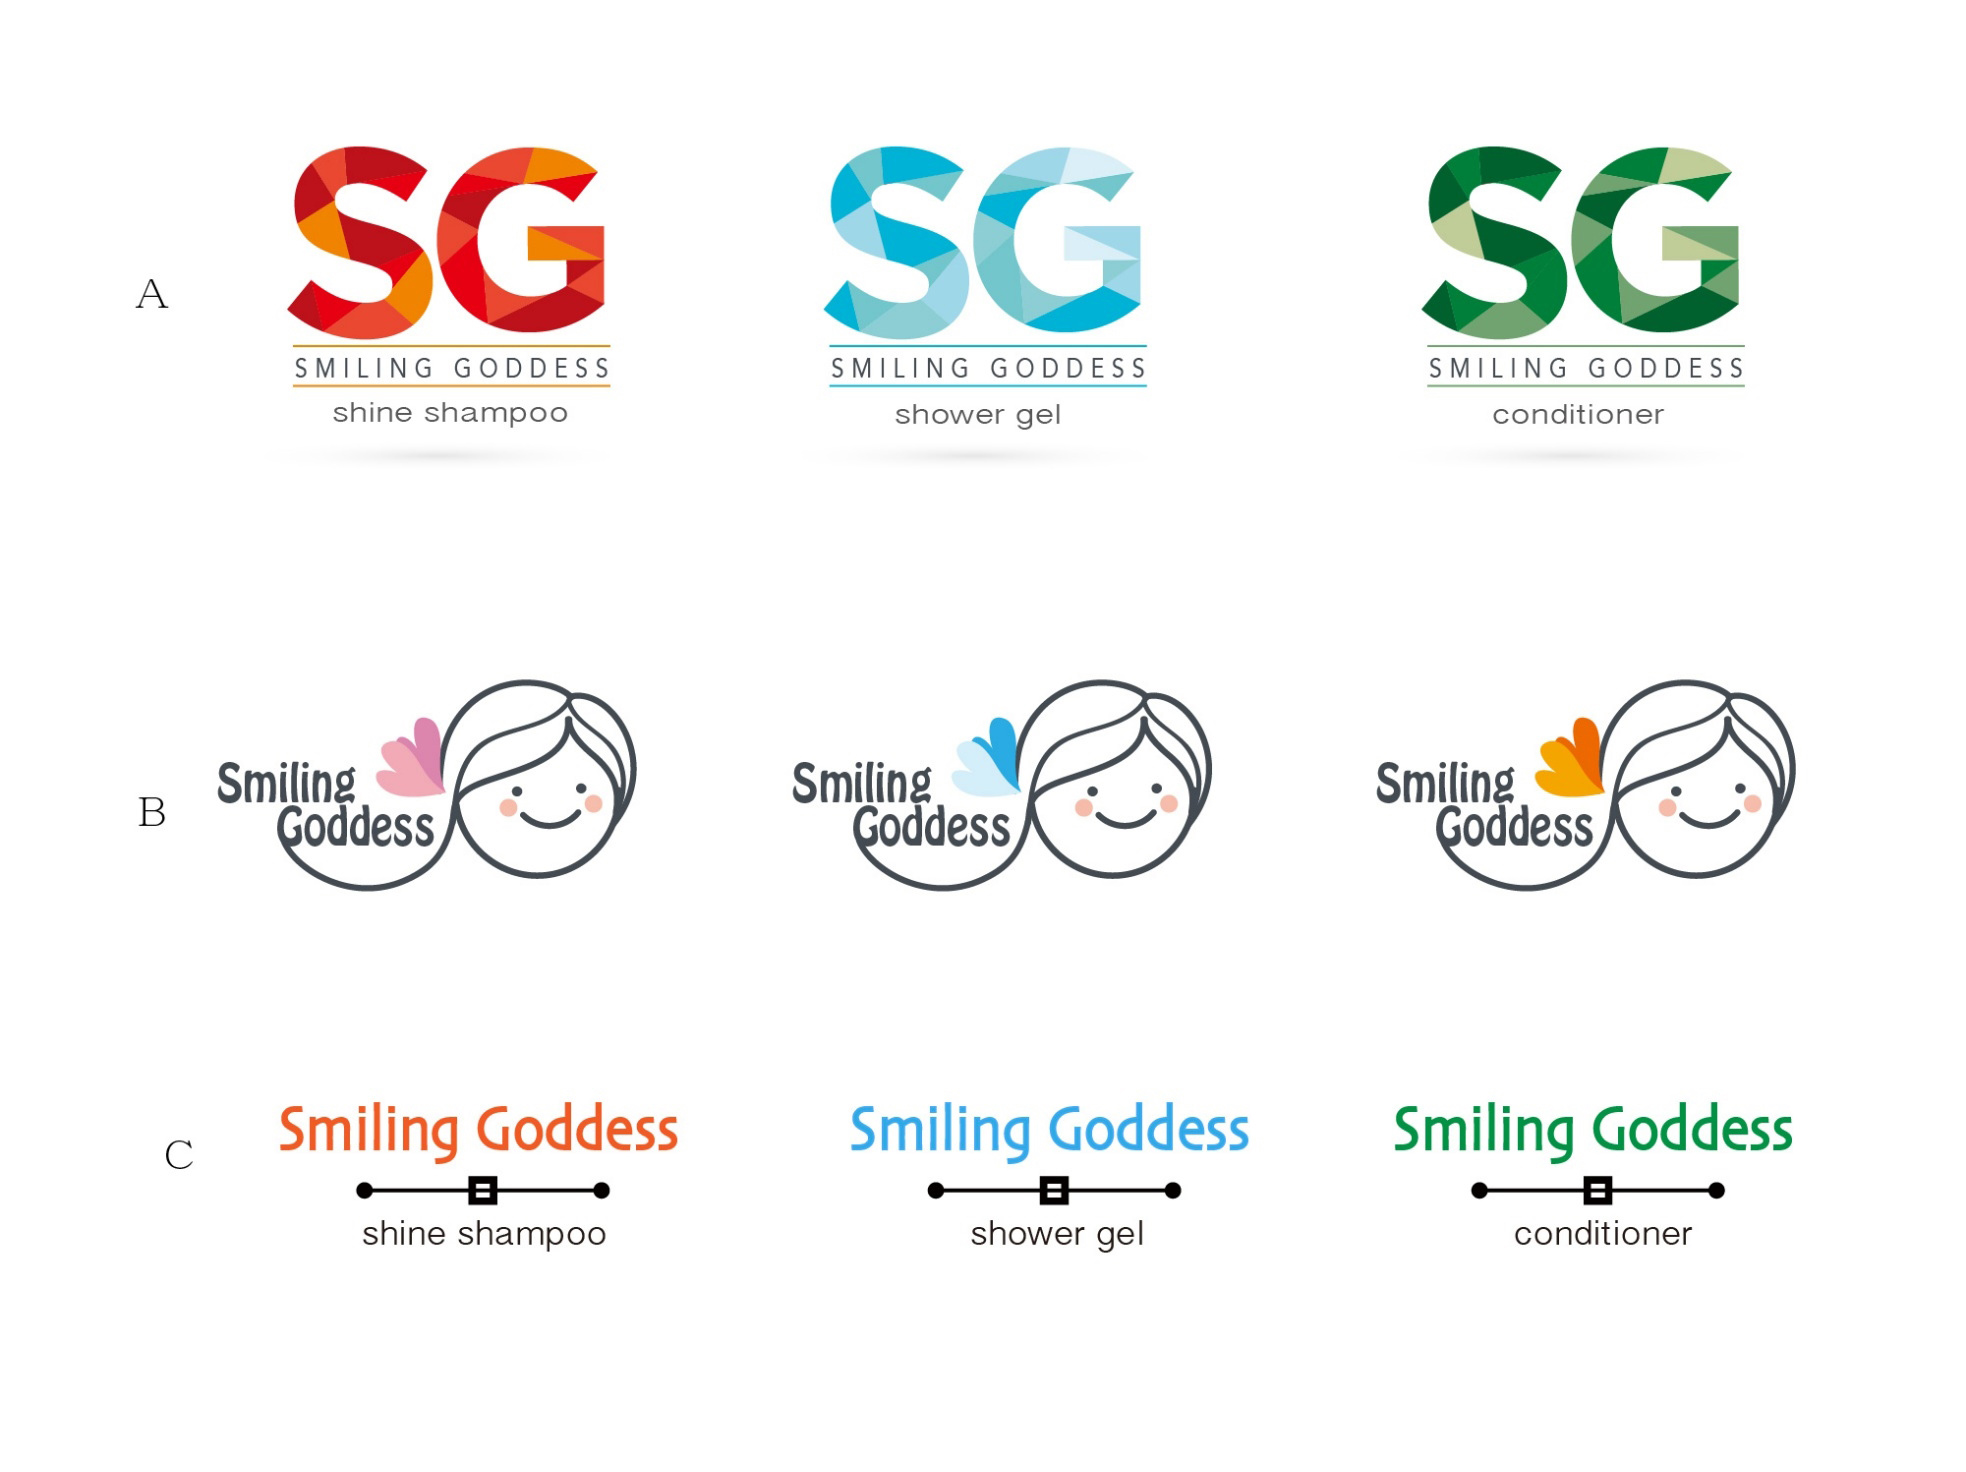 A
SG
SMILING GODDESS
shine shampoo
SG
SMILING GODDESS
shower gel
SG
SMILING GODDESS
conditioner
B
Smiling
Goddess
Smiling
Goddess
Smiling
Goddess
C
Smiling Goddess
shine shampoo
Smiling Goddess
shower gel
Smiling Goddess
conditioner